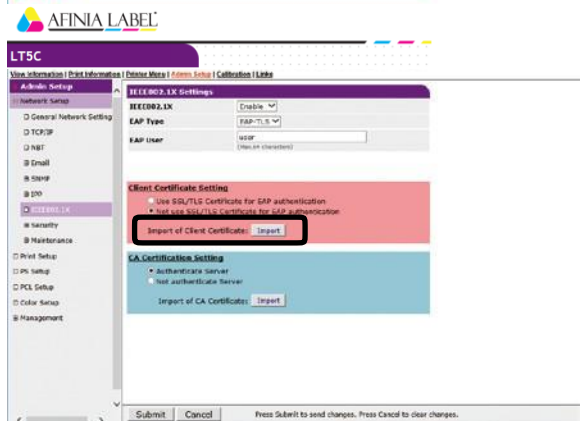 AFINIA LABEL
LT5C
View Information | Print Information | Printer Menu | Admin Setup | Calibration | Links
Admin Setup
Network Setup
General Network Setting
TCP/IP
NBT
Email
SNMP
IPP
IEEE802.1X
Security
Maintenance
Print Setup
PS Setup
PCL Setup
Color Setup
Management
IEEE802.1X Settings
IEEE802.1X Enable
EAP Type EAP-TLS
EAP User user
(Max.64 characters)
Client Certificate Setting
Use SSL/TLS Certificate for EAP authentication
Not use SSL/TLS Certificate for EAP authentication
Import of Client Certificate: Import
CA Certification Setting
Authenticate Server
Not authenticate Server
Import of CA Certificate: Import
Submit Cancel Press Submit to send changes. Press Cancel to clear changes.